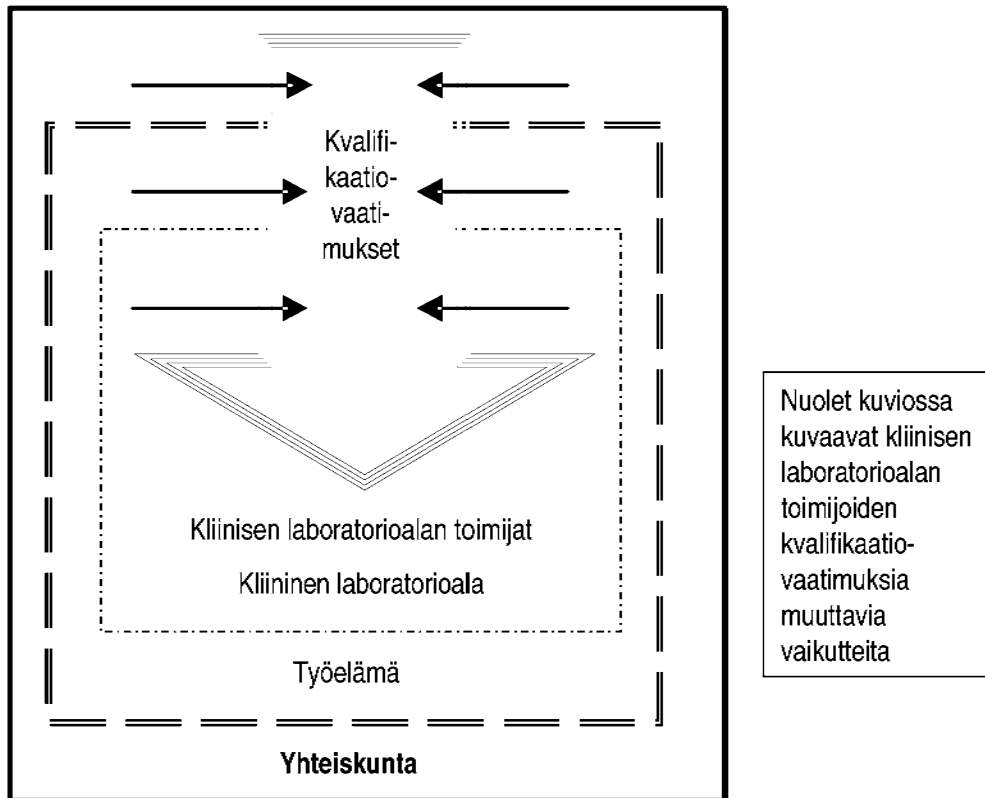 Kvalifi-
kaatio-
vaati-
mukset
Kliinisen laboratorioalan toimijat
Kliininen laboratorioala
Työelämä
Yhteiskunta
Nuolet kuviossa
kuvaavat kliinisen
laboratorioalan
toimijoiden
kvalifikaatio-
vaatimuksia
muuttavia
vaikutteita